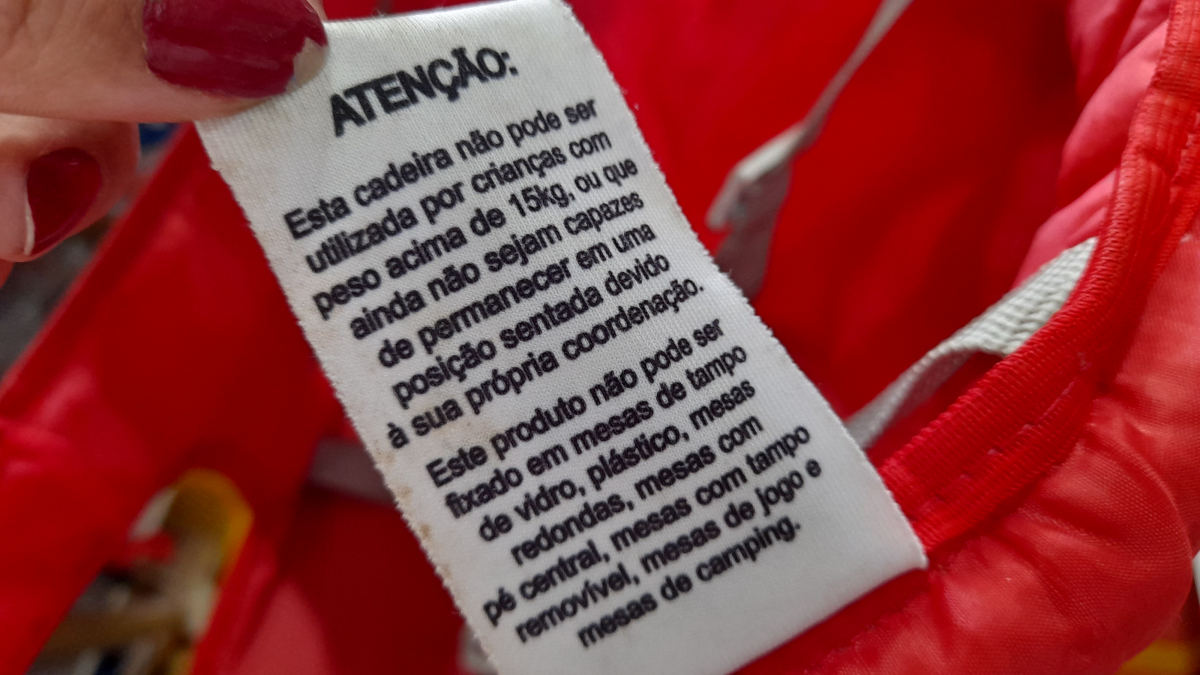 ATENÇÃO:
Esta cadeira não pode ser
utilizada por crianças com
peso acima de 15kg, ou que
ainda não sejam capazes
de permanecer em uma
posição sentada devido
à sua própria coordenação.
Este produto não pode ser
fixado em mesas de tampo
de vidro, plástico, mesas
redondas, mesas com
pé central, mesas com tampo
removível, mesas de jogo e
mesas de camping.